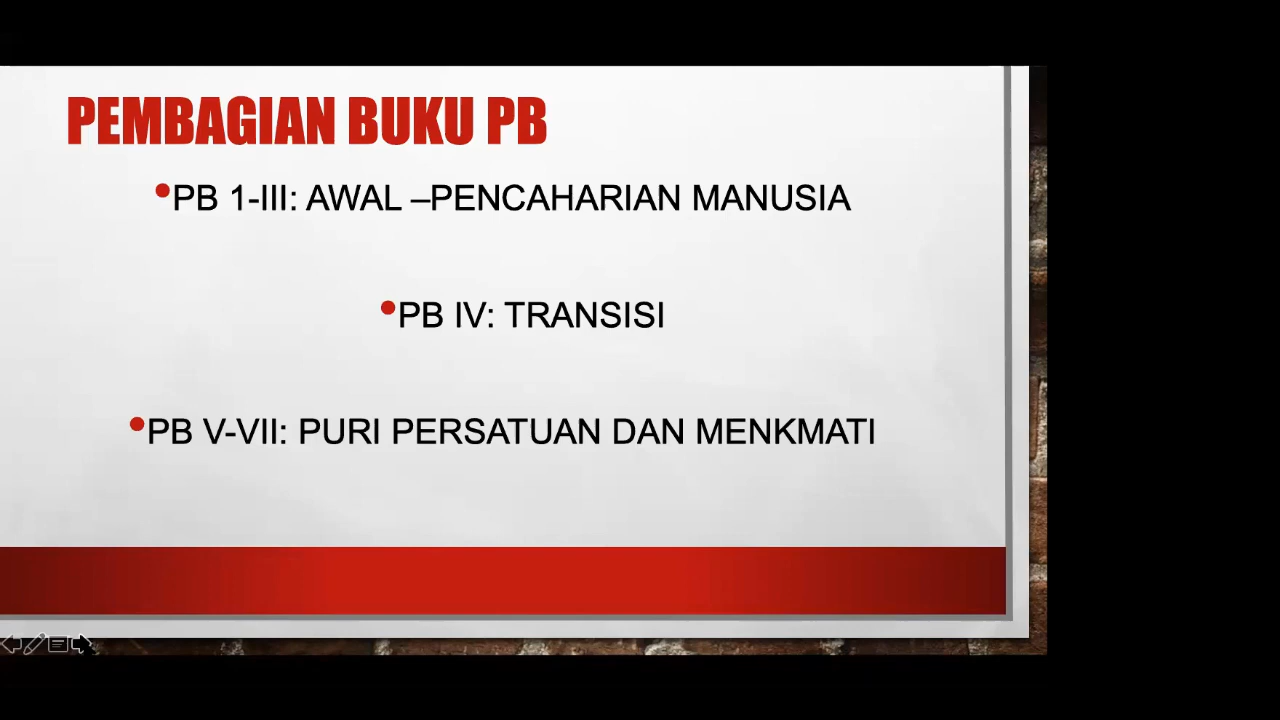 PEMBAGIAN BUKU PB
•PB 1-III: AWAL –PENCAHARIAN MANUSIA
•PB IV: TRANSISI
•PB V-VII: PURI PERSATUAN DAN MENKMATI